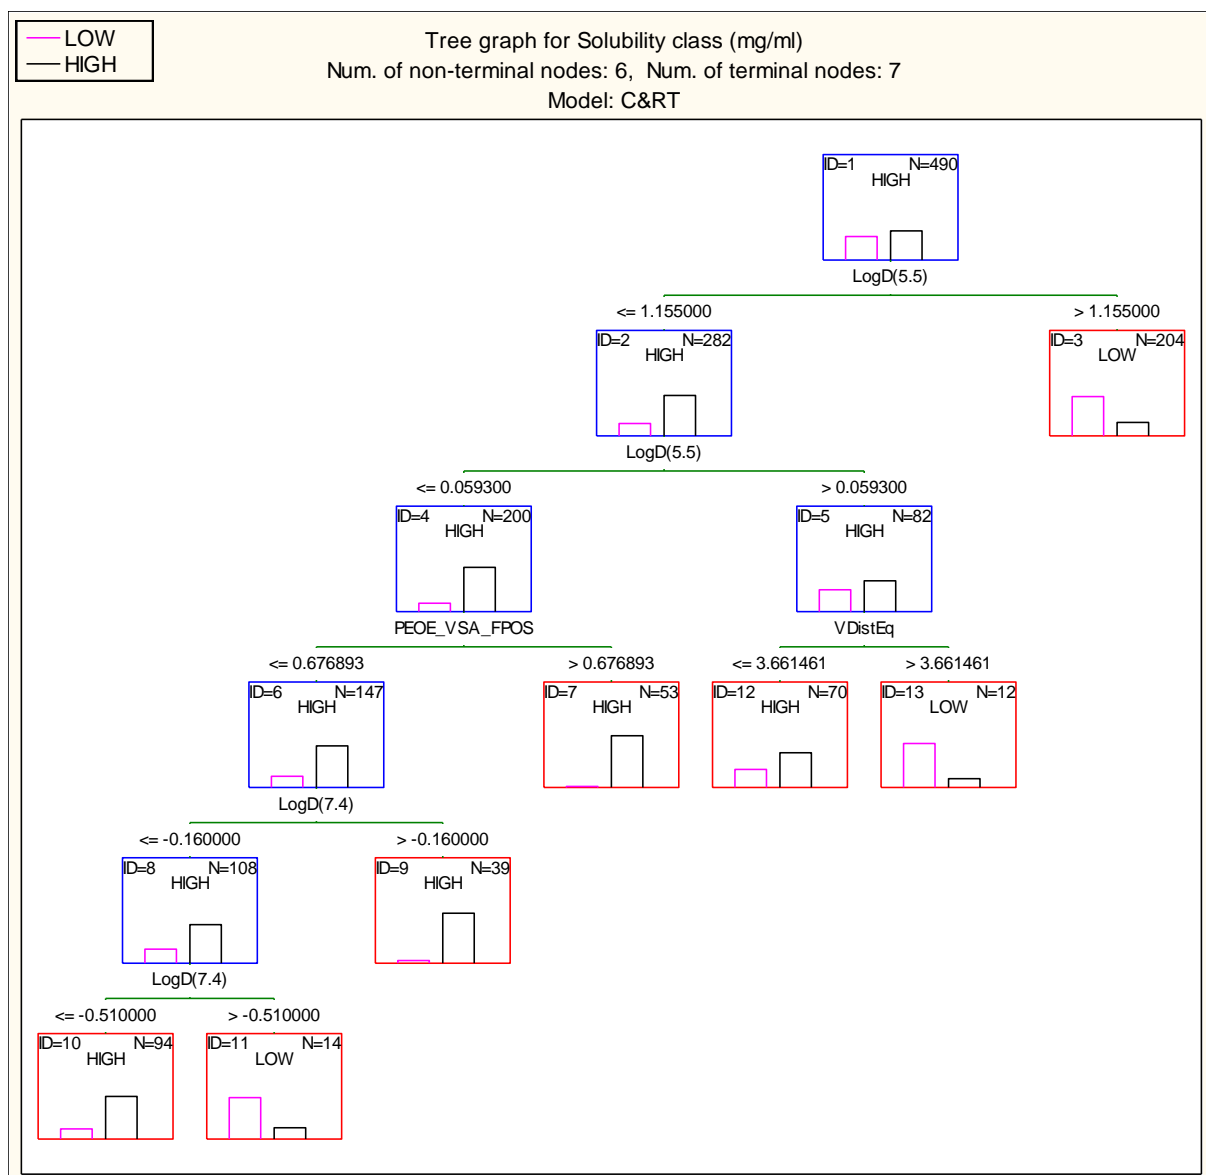 LOW
HIGH
Tree graph for Solubility class (mg/ml)
Num. of non-terminal nodes: 6,  Num. of terminal nodes: 7
Model: C&RT
ID=1 N=490
HIGH
LogD(5.5)
<= 1.155000 > 1.155000
ID=2 N=282 ID=3 N=204
HIGH LOW
LogD(5.5)
<= 0.059300 > 0.059300
ID=4 N=200 ID=5 N=82
HIGH HIGH
PEOE_VSA_FPOS VDistEq
<= 0.676893 > 0.676893 <= 3.661461 > 3.661461
ID=6 N=147 ID=7 N=53 ID=12 N=70 ID=13 N=12
HIGH HIGH HIGH LOW
LogD(7.4)
<= -0.160000 > -0.160000
ID=8 N=108 ID=9 N=39
HIGH HIGH
LogD(7.4)
<= -0.510000 > -0.510000
ID=10 N=94 ID=11 N=14
HIGH LOW